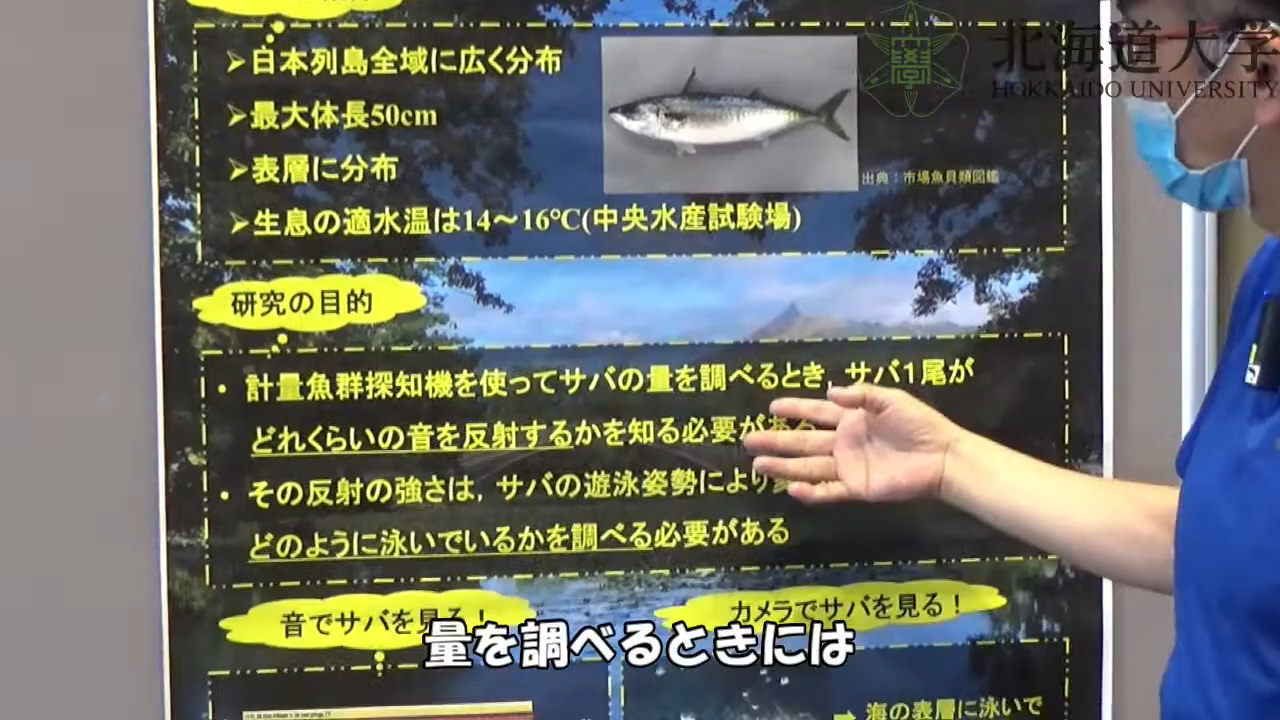 北海道大学
HOKKAIDO UNIVERSITY
➢日本列島全域に広く分布
➢最大体長50cm
➢表層に分布
➢生息の適水温は14～16℃(中央水産試験場)
出典：市場魚貝類図鑑
研究の目的
・計量魚群探知機を使ってサバの量を調べるとき，サバ1尾が
どれくらいの音を反射するかを知る必要がある
・その反射の強さは，サバの遊泳姿勢により
どのように泳いでいるかを調べる必要がある
音でサバを見る！
カメラでサバを見る！
量を調べるときには
➡ 海の表層に泳いで